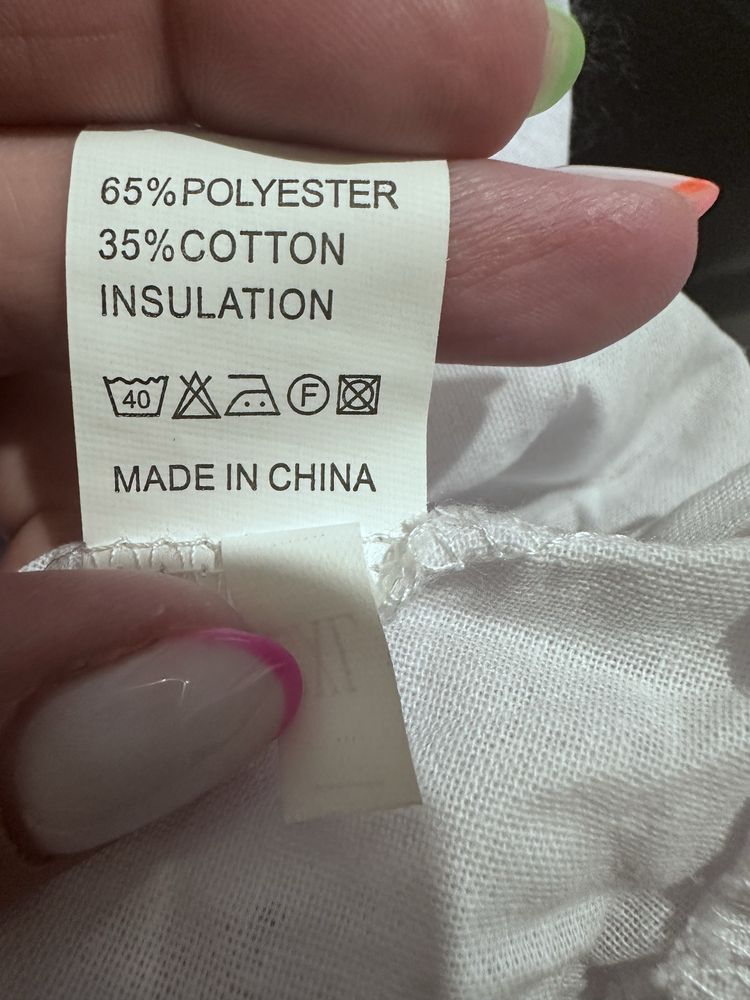 65%POLYESTER
35%COTTON
INSULATION
40 F
MADE IN CHINA